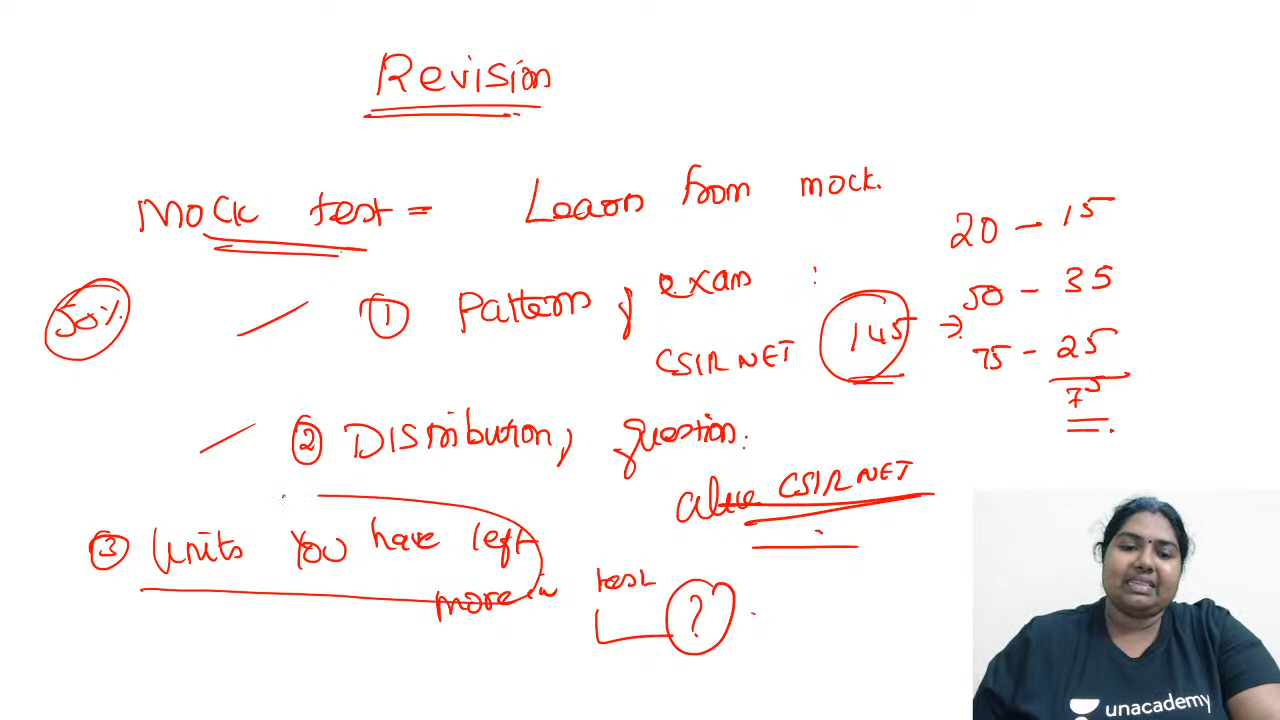 Revision
Mock test = Learn from mock.
20 - 15
50 - 35
75 - 25
75
50%
① Pattern of exam :
CSIR NET 145 →
② Distribution of question.
CSIR NET
③ Units You have left
more in test ?
unacademy